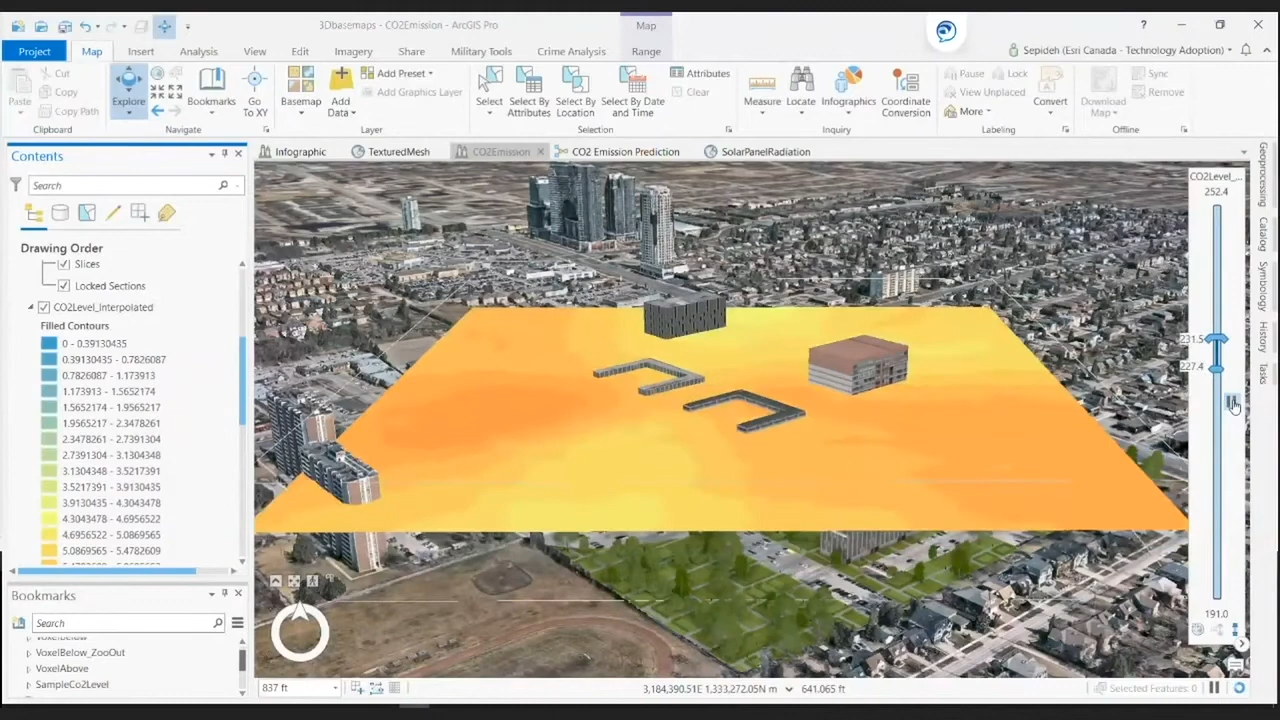 3Dbasemaps - CO2Emission - ArcGIS Pro
Map
?
Project
Map
Insert
Analysis
View
Edit
Imagery
Share
Military Tools
Crime Analysis
Range
Sepideh (Esri Canada - Technology Adoption)
Paste
Cut
Copy
Copy Path
Clipboard
Explore
Bookmarks
Go To XY
Navigate
Basemap
Add Data
Add Preset
Add Graphics Layer
Layer
Select
Select By Attributes
Select By Location
Select By Date and Time
Attributes
Clear
Selection
Measure
Locate
Infographics
Coordinate Conversion
Inquiry
Pause
Lock
View Unplaced
More
Convert
Labeling
Download Map
Sync
Remove
Offline
Contents
Search
Drawing Order
Slices
Locked Sections
CO2Level_Interpolated
Filled Contours
0 - 0.39130435
0.39130435 - 0.7826087
0.7826087 - 1.173913
1.173913 - 1.5652174
1.5652174 - 1.9565217
1.9565217 - 2.3478261
2.3478261 - 2.7391304
2.7391304 - 3.1304348
3.1304348 - 3.5217391
3.5217391 - 3.9130435
3.9130435 - 4.3043478
4.3043478 - 4.6956522
4.6956522 - 5.0869565
5.0869565 - 5.4782609
Bookmarks
Search
VoxelBelow_ZooOut
VoxelAbove
SampleCo2Level
Infographic
TexturedMesh
CO2Emission
CO2 Emission Prediction
SolarPanelRadiation
CO2Level_...
252.4
231.5
227.4
191.0
Geoprocessing
Catalog
Symbology
History
Tasks
837 ft
3,184,390.51E 1,333,272.05N m
641.065 ft
Selected Features: 0